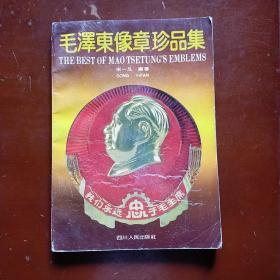 毛澤東像章珍品集
THE BEST OF MAO TSETUNG'S EMBLEMS
宋一凡 編著
SONG YIFAN
我们永远忠于毛主席
四川人民出版社